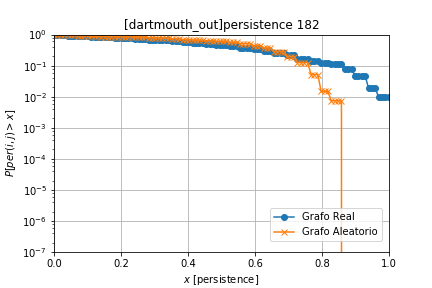 [dartmouth_out]persistence 182
P[per(i, j) > x]
10^0
10^-1
10^-2
10^-3
10^-4
10^-5
10^-6
10^-7
0.0 0.2 0.4 0.6 0.8 1.0
x [persistence]
Grafo Real
Grafo Aleatorio